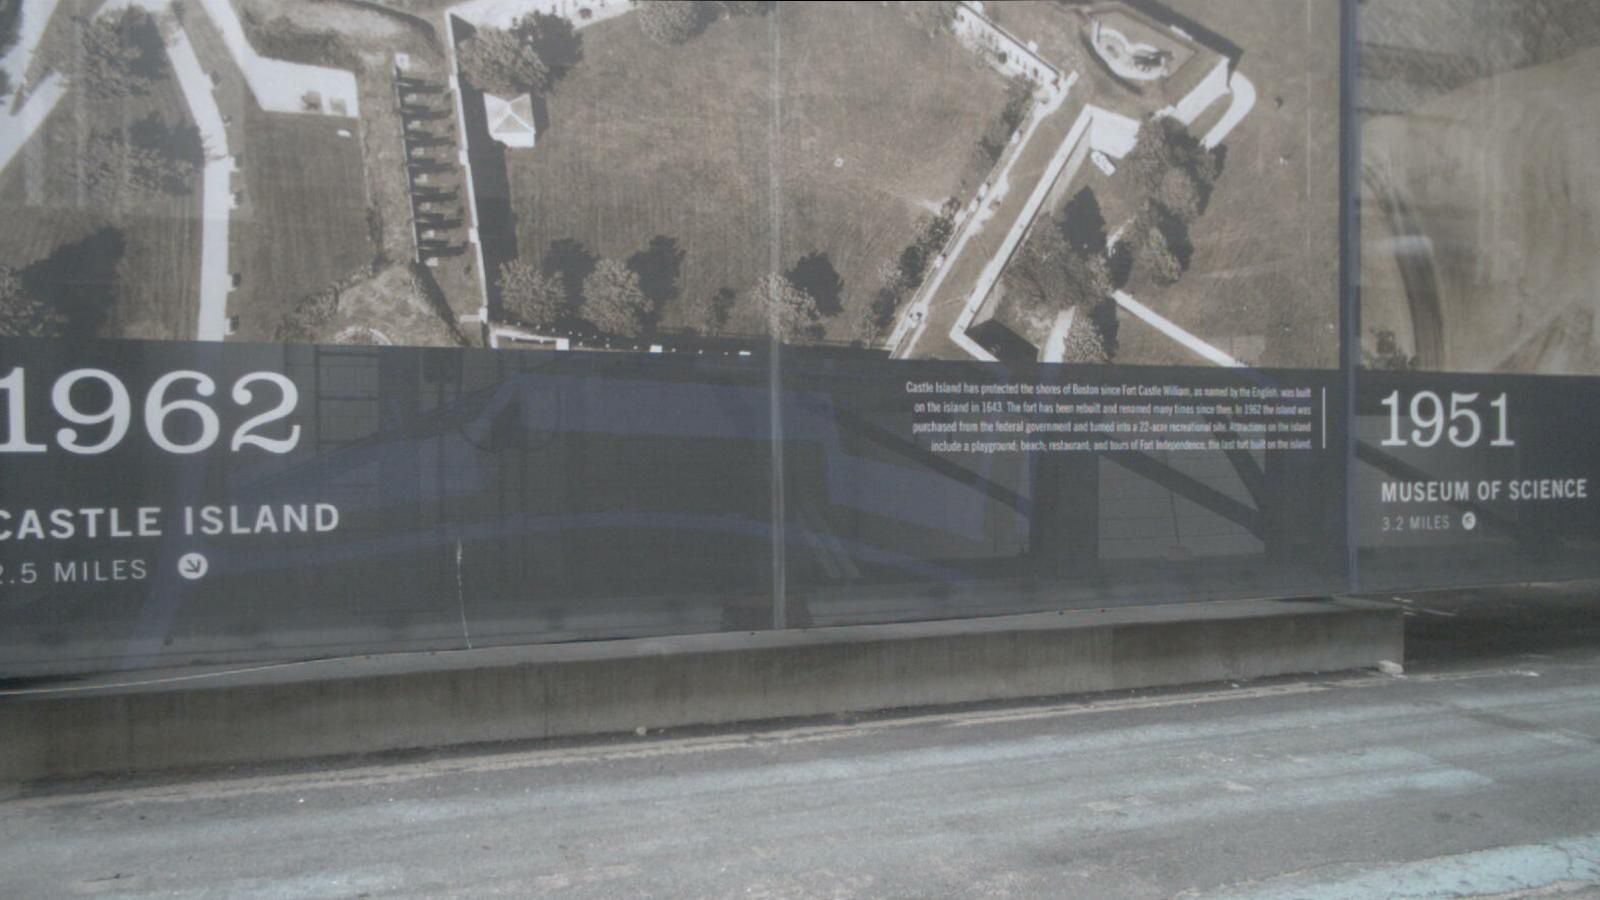 1962
CASTLE ISLAND
2.5 MILES
Castle Island has protected the shores of Boston since Fort Castle William, as named by the English, was built
on the island in 1643. The fort has been rebuilt and renamed many times since then. In 1962 the island was
purchased from the federal government and turned into a 22-acre recreational site. Attractions on the island
include a playground; beach; restaurant; and tours of Fort Independence, the last fort built on the island.
1951
MUSEUM OF SCIENCE
3.2 MILES